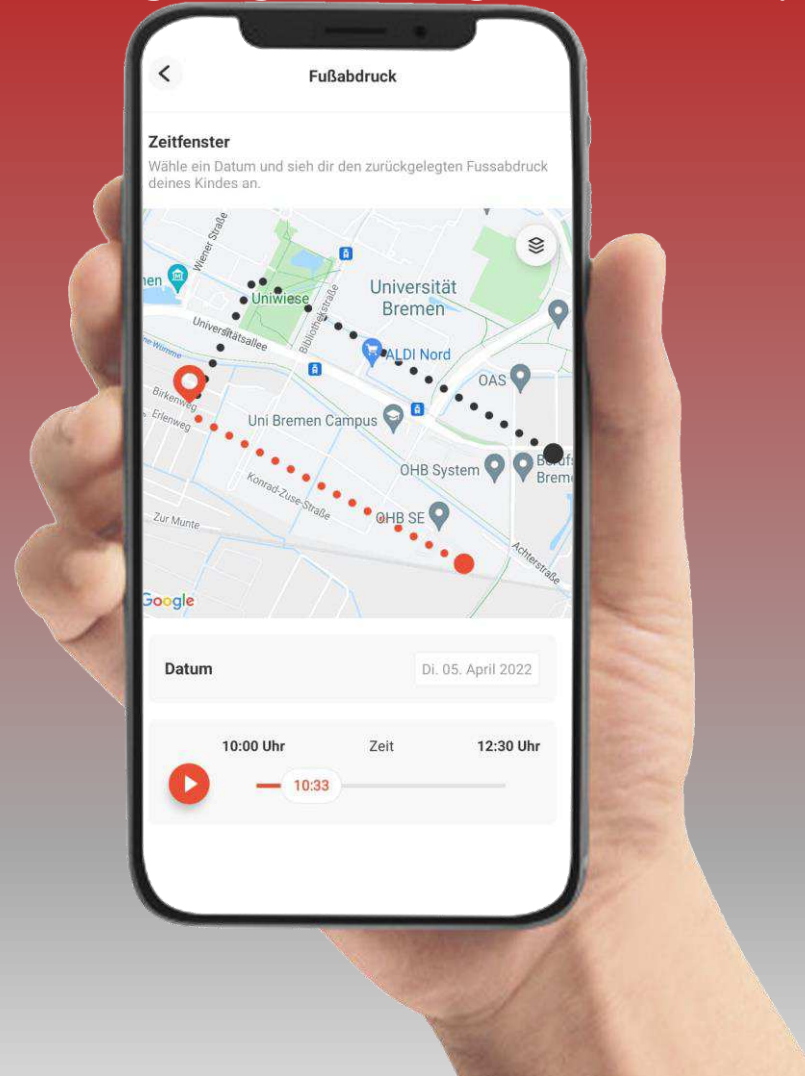 Fußabdruck
Zeitfenster
Wähle ein Datum und sieh dir den zurückgelegten Fussabdruck
deines Kindes an.
Wiener Straße
Universität
Bremen
Uniwiese
Bibliothekstraße
Universitätsallee
ALDI Nord
OAS
Birkenweg
Erlenweg
Uni Bremen Campus
OHB System
Konrad-Zuse-Straße
OHB SE
Zur Munte
Achterstraße
Google
Datum
Di. 05. April 2022
10:00 Uhr
Zeit
12:30 Uhr
10:33